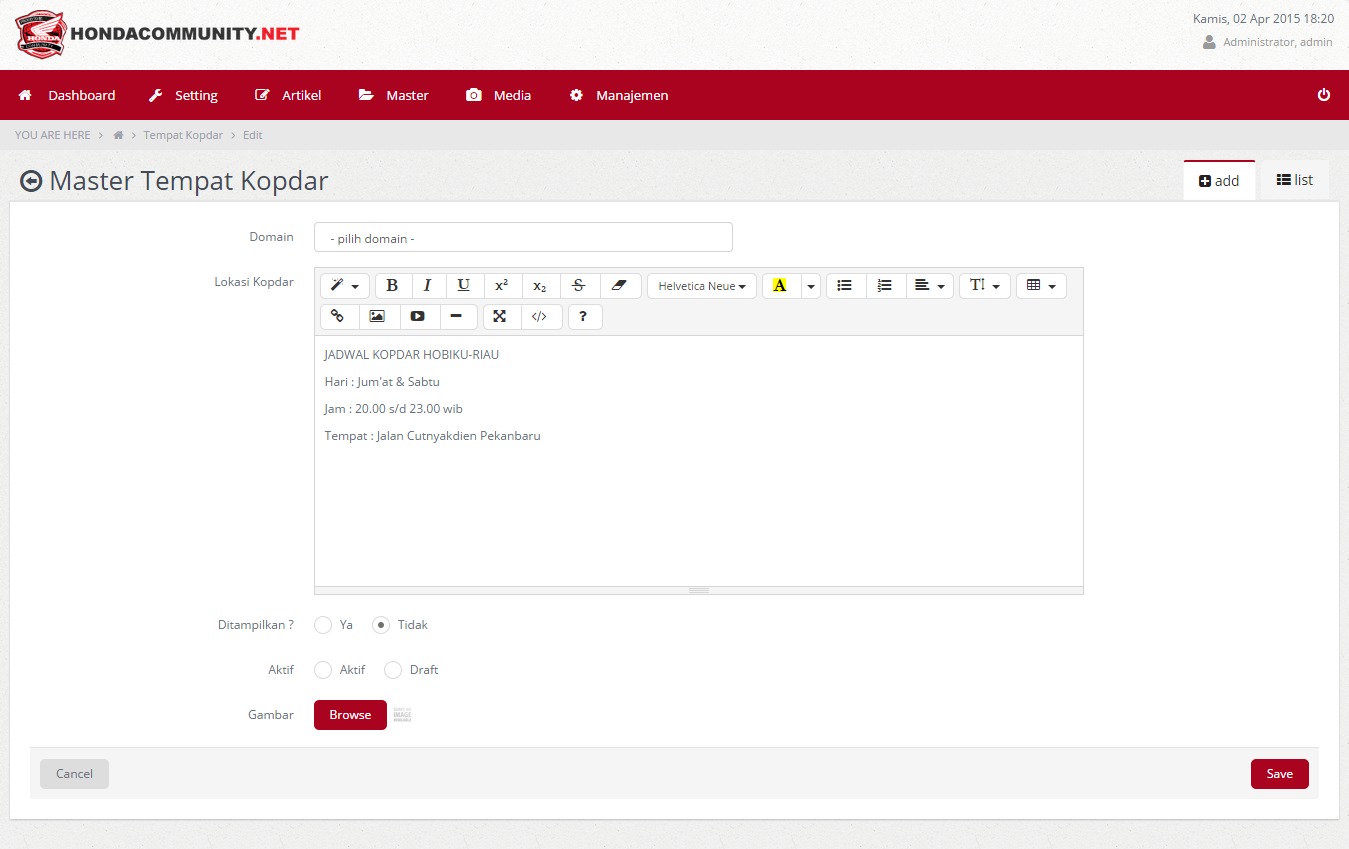 HONDACOMMUNITY.NET
Kamis, 02 Apr 2015 18:20
Administrator, admin
Dashboard Setting Artikel Master Media Manajemen
YOU ARE HERE > > Tempat Kopdar > Edit
Master Tempat Kopdar
add list
Domain - pilih domain -
Lokasi Kopdar
B I U x² x₂ S Helvetica Neue A TI
</> ?
JADWAL KOPDAR HOBIKU-RIAU
Hari : Jum'at & Sabtu
Jam : 20.00 s/d 23.00 wib
Tempat : Jalan Cutnyakdien Pekanbaru
Ditampilkan ? Ya Tidak
Aktif Aktif Draft
Gambar Browse
Cancel Save